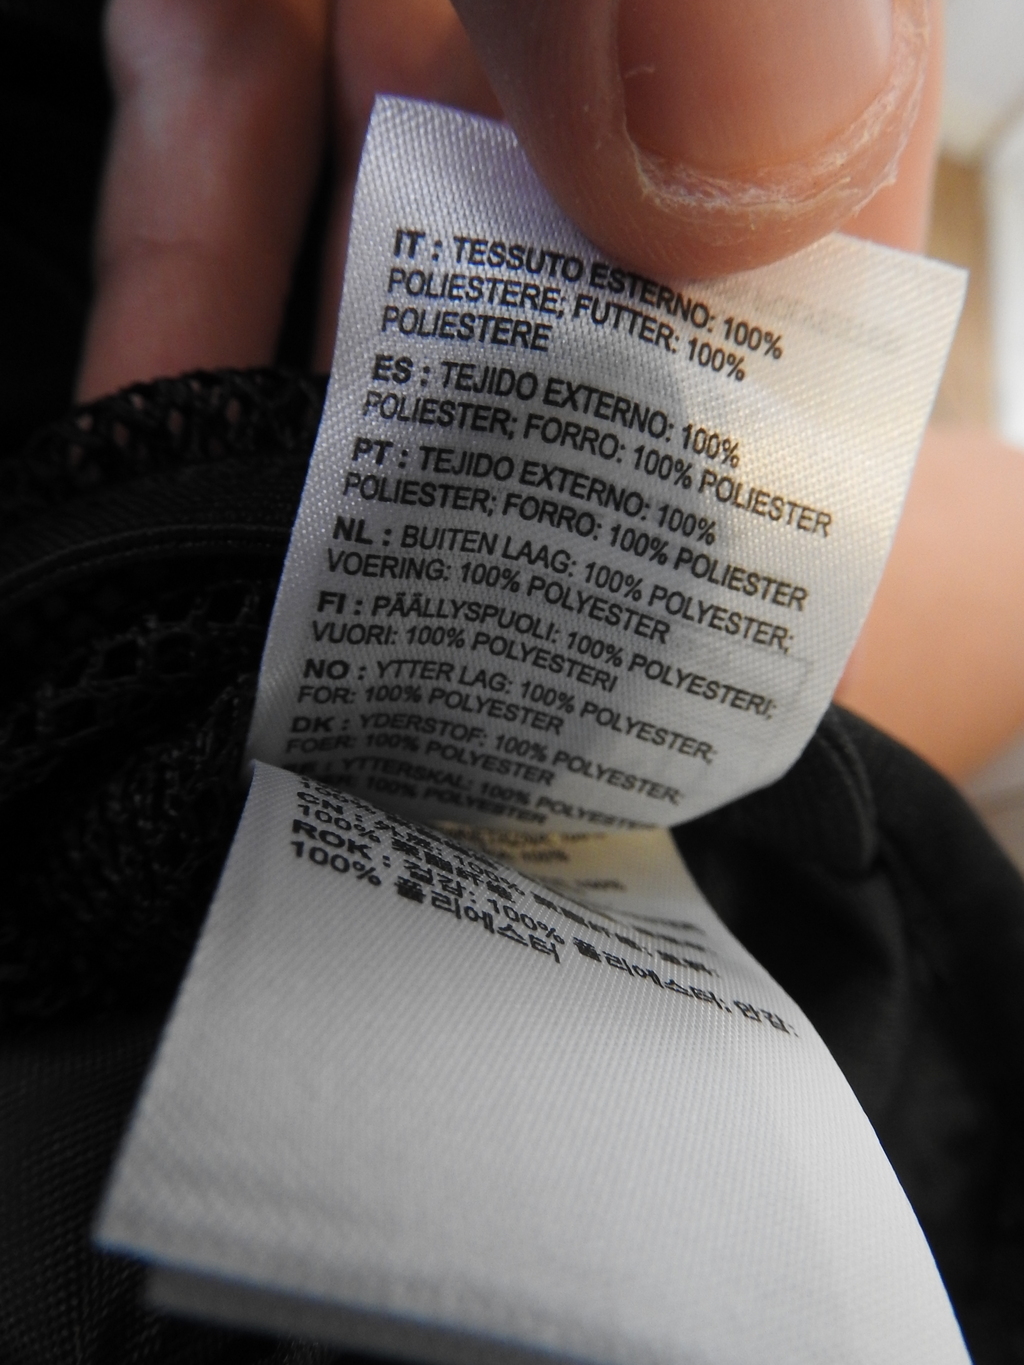 IT : TESSUTO ESTERNO: 100%
POLIESTERE; FUTTER: 100%
POLIESTERE
ES : TEJIDO EXTERNO: 100%
POLIESTER; FORRO: 100% POLIESTER
PT : TEJIDO EXTERNO: 100%
POLIESTER; FORRO: 100% POLIESTER
NL : BUITEN LAAG: 100% POLYESTER;
VOERING: 100% POLYESTER
FI : PÄÄLLYSPUOLI: 100% POLYESTERI;
VUORI: 100% POLYESTERI
NO : YTTER LAG: 100% POLYESTER;
FOR: 100% POLYESTER
DK : YDERSTOF: 100% POLYESTER;
FOER: 100% POLYESTER
YTTERSKAL: 100% POLYESTER;
100% POLYESTER
100%
CN : 100%
100%
ROK : 겉감: 100% 폴리에스터; 안감:
100% 폴리에스터